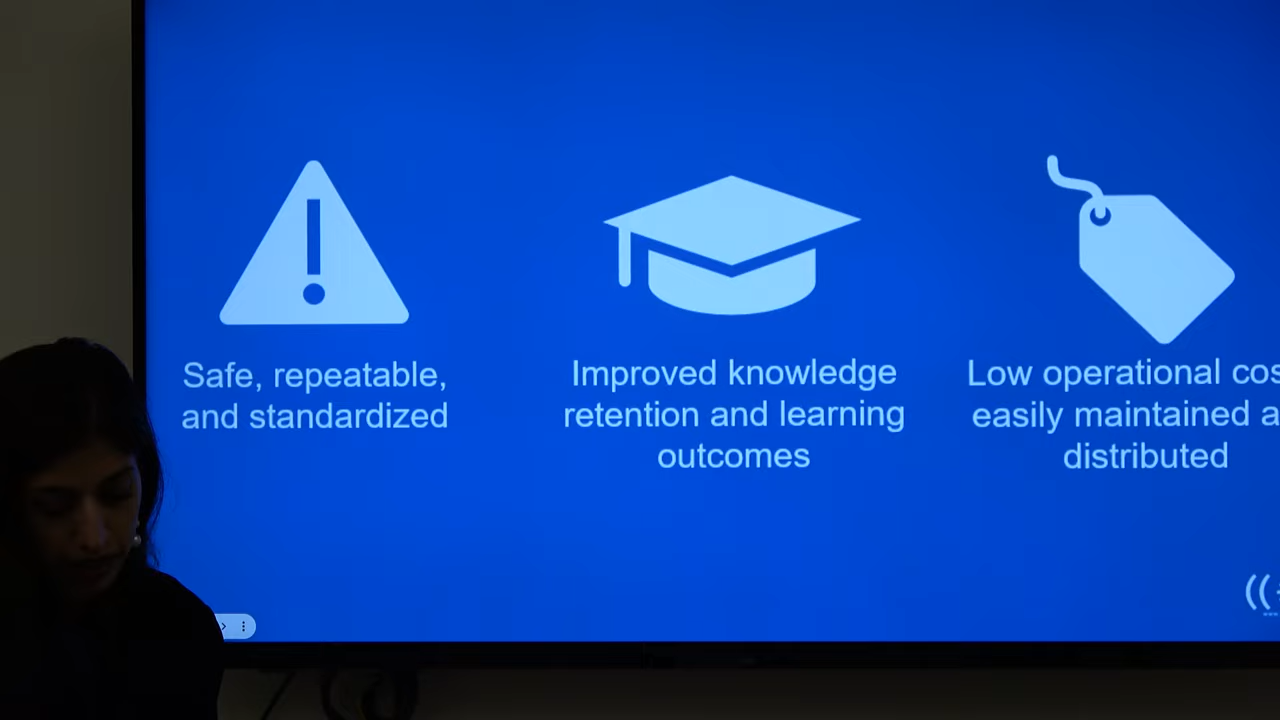 Safe, repeatable,
and standardized
Improved knowledge
retention and learning
outcomes
Low operational
easily maintained
distributed